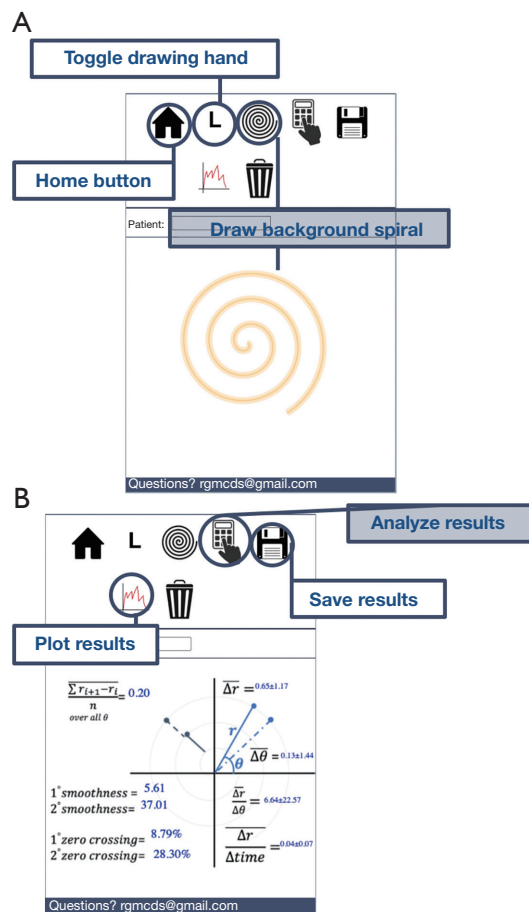 A
Toggle drawing hand
L
Home button
Patient:
Draw background spiral
Questions? rgmcds@gmail.com
B
Analyze results
L
Save results
Plot results
∑ r_{i+1}−r_i / n = 0.20
over all θ
Δr = 0.65±1.17
r
θ
Δθ = 0.13±1.44
1° smoothness = 5.61
2° smoothness = 37.01
Δr / Δθ = 6.64±22.57
1° zero crossing = 8.79%
2° zero crossing = 28.30%
Δr / Δtime = 0.04±0.07
Questions? rgmcds@gmail.com